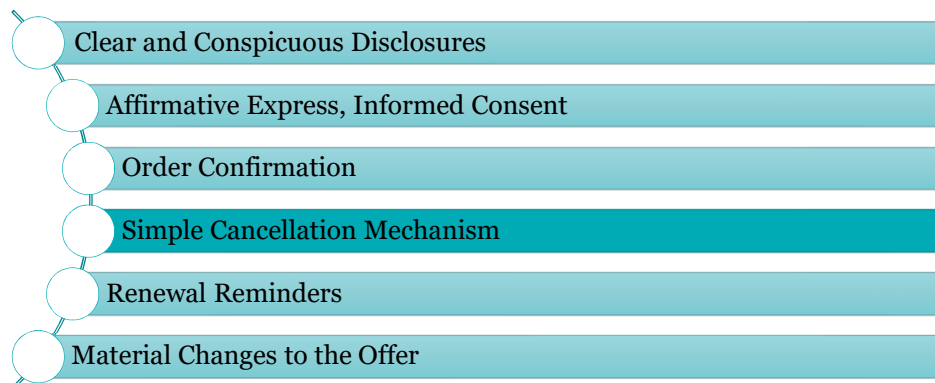 Clear and Conspicuous Disclosures
Affirmative Express, Informed Consent
Order Confirmation
Simple Cancellation Mechanism
Renewal Reminders
Material Changes to the Offer